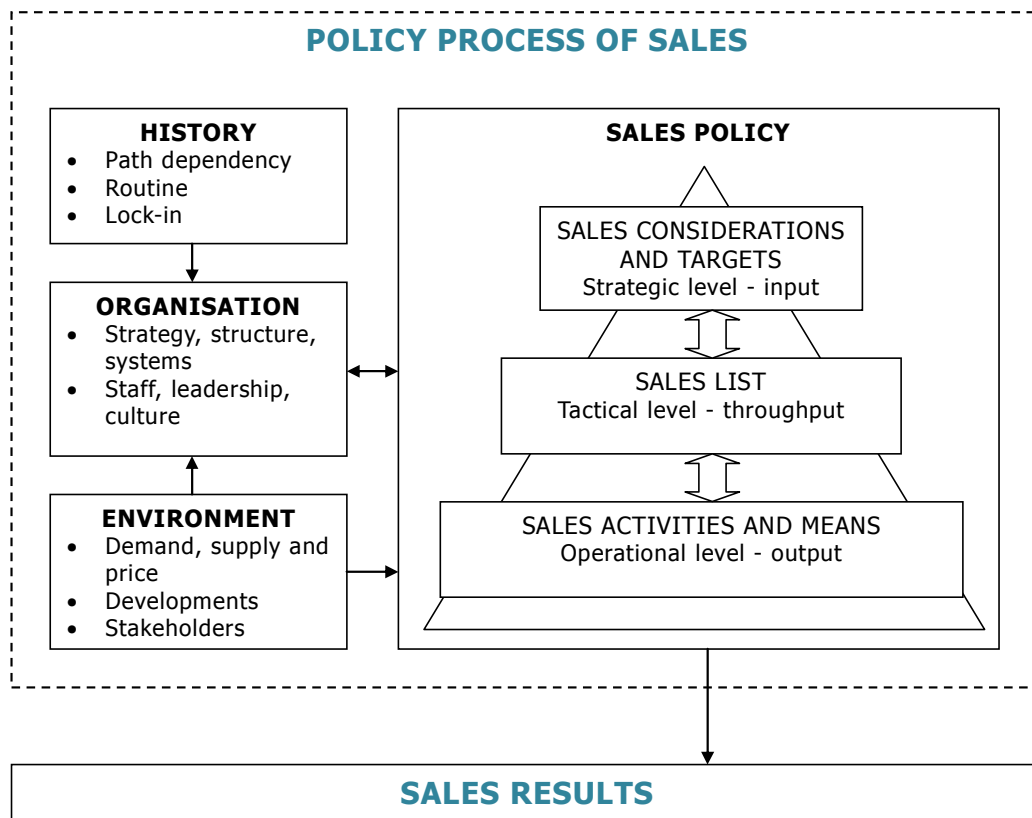 POLICY PROCESS OF SALES
HISTORY
• Path dependency
• Routine
• Lock-in
ORGANISATION
• Strategy, structure,
systems
• Staff, leadership,
culture
ENVIRONMENT
• Demand, supply and
price
• Developments
• Stakeholders
SALES POLICY
SALES CONSIDERATIONS
AND TARGETS
Strategic level - input
SALES LIST
Tactical level - throughput
SALES ACTIVITIES AND MEANS
Operational level - output
SALES RESULTS